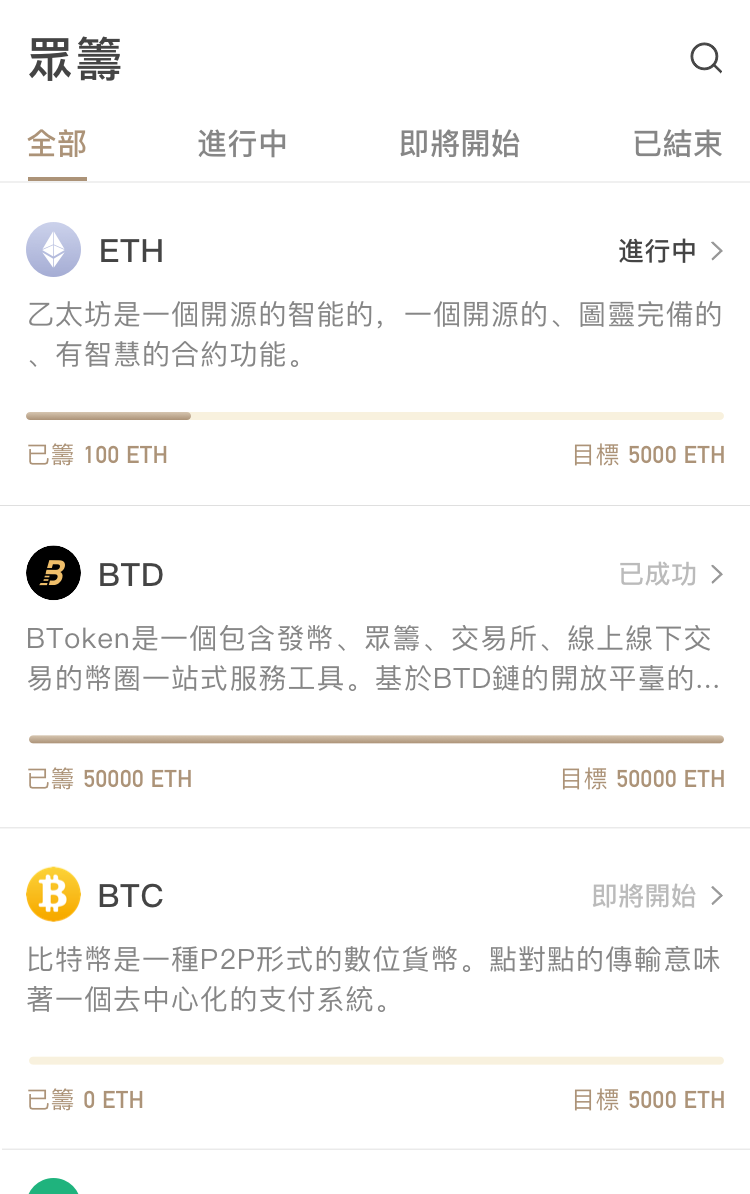 眾籌
全部 進行中 即將開始 已結束
ETH 進行中
乙太坊是一個開源的智能的，一個開源的、圖靈完備的
、有智慧的合約功能。
已籌 100 ETH 目標 5000 ETH
BTD 已成功
BToken是一個包含發幣、眾籌、交易所、線上線下交
易的幣圈一站式服務工具。基於BTD鏈的開放平臺的...
已籌 50000 ETH 目標 50000 ETH
BTC 即將開始
比特幣是一種P2P形式的數位貨幣。點對點的傳輸意味
著一個去中心化的支付系統。
已籌 0 ETH 目標 5000 ETH